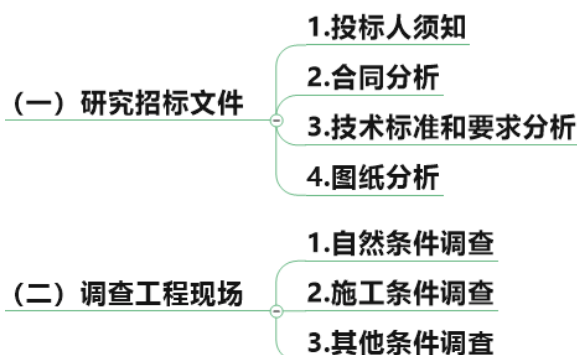 （一）研究招标文件
1.投标人须知
2.合同分析
3.技术标准和要求分析
4.图纸分析
（二）调查工程现场
1.自然条件调查
2.施工条件调查
3.其他条件调查